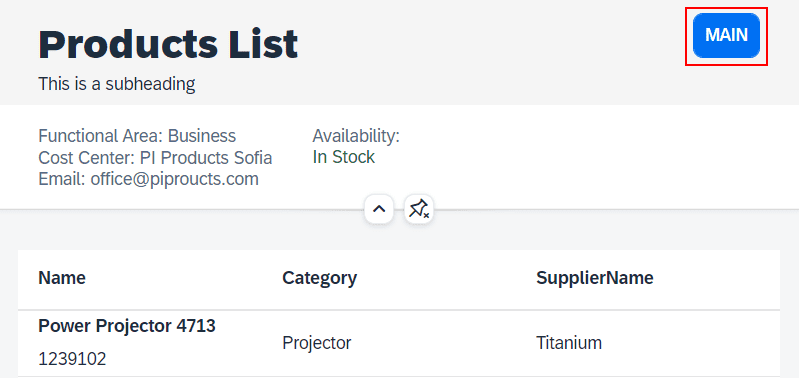 Products List
MAIN
This is a subheading
Functional Area: Business
Availability:
Cost Center: PI Products Sofia
In Stock
Email: office@piproucts.com
Name Category SupplierName
Power Projector 4713
1239102
Projector
Titanium